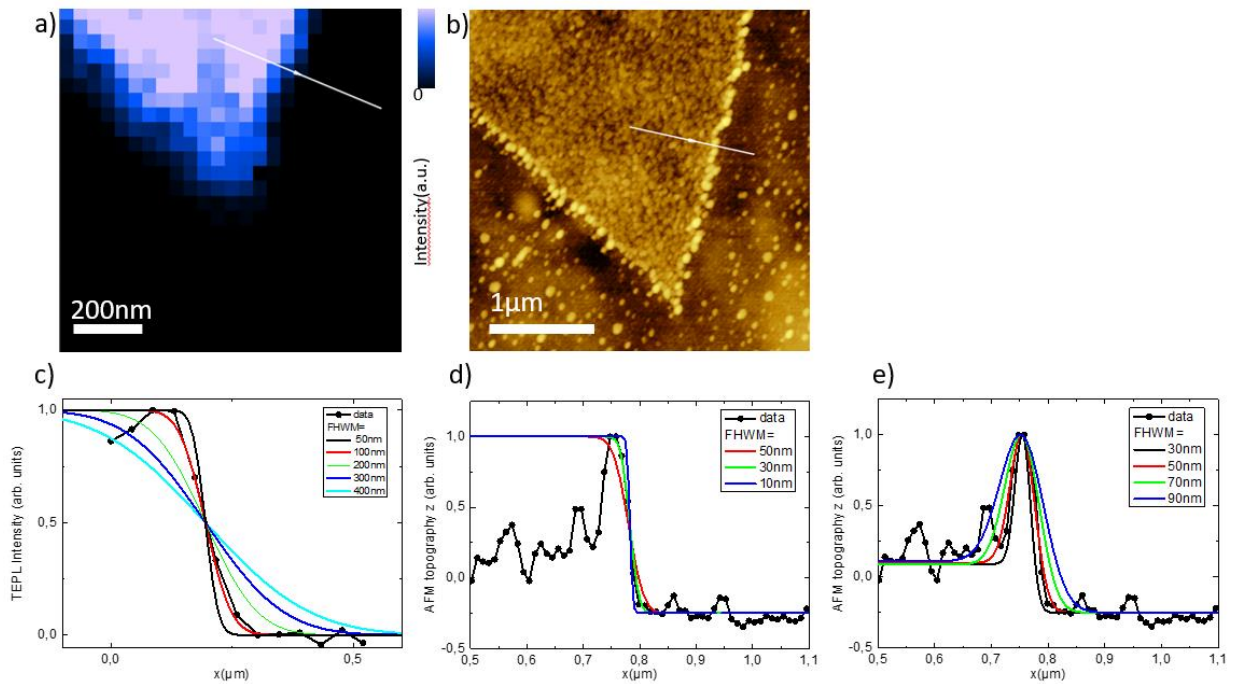 a)
0
Intensity(a.u.)
200nm
b)
1µm
c)
TEPL Intensity (arb. units)
1,0
0,5
0,0
data
FHWM=
50nm
100nm
200nm
300nm
400nm
0,0
0,5
x(µm)
d)
AFM topography z (arb. units)
1,0
0,5
0,0
-0,5
data
FHWM=
50nm
30nm
10nm
0,5
0,6
0,7
0,8
0,9
1,0
1,1
x(µm)
e)
AFM topography z (arb. units)
1,0
0,5
0,0
-0,5
data
FHWM=
30nm
50nm
70nm
90nm
0,5
0,6
0,7
0,8
0,9
1,0
1,1
x(µm)